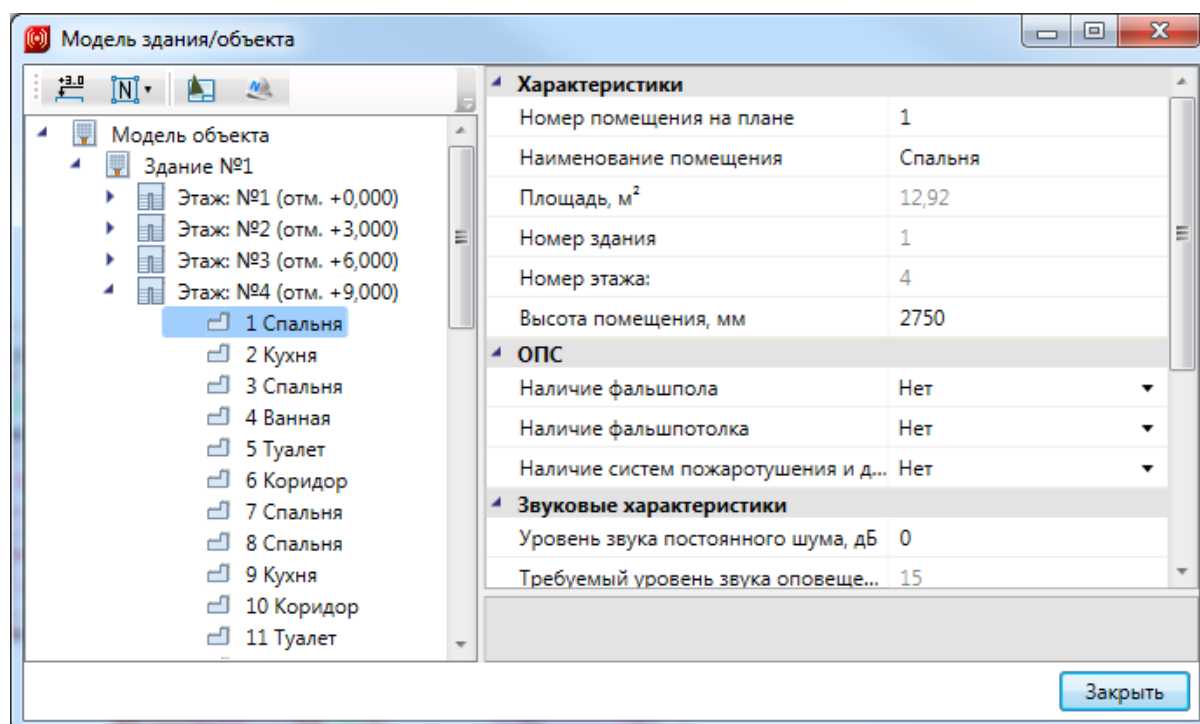 Модель здания/объекта
+3.0
N
Модель объекта
Здание №1
Этаж: №1 (отм. +0,000)
Этаж: №2 (отм. +3,000)
Этаж: №3 (отм. +6,000)
Этаж: №4 (отм. +9,000)
1 Спальня
2 Кухня
3 Спальня
4 Ванная
5 Туалет
6 Коридор
7 Спальня
8 Спальня
9 Кухня
10 Коридор
11 Туалет
Характеристики
Номер помещения на плане 1
Наименование помещения Спальня
Площадь, м² 12,92
Номер здания 1
Номер этажа: 4
Высота помещения, мм 2750
ОПС
Наличие фальшпола Нет
Наличие фальшпотолка Нет
Наличие систем пожаротушения и д... Нет
Звуковые характеристики
Уровень звука постоянного шума, дБ 0
Требуемый уровень звука оповеще... 15
Закрыть